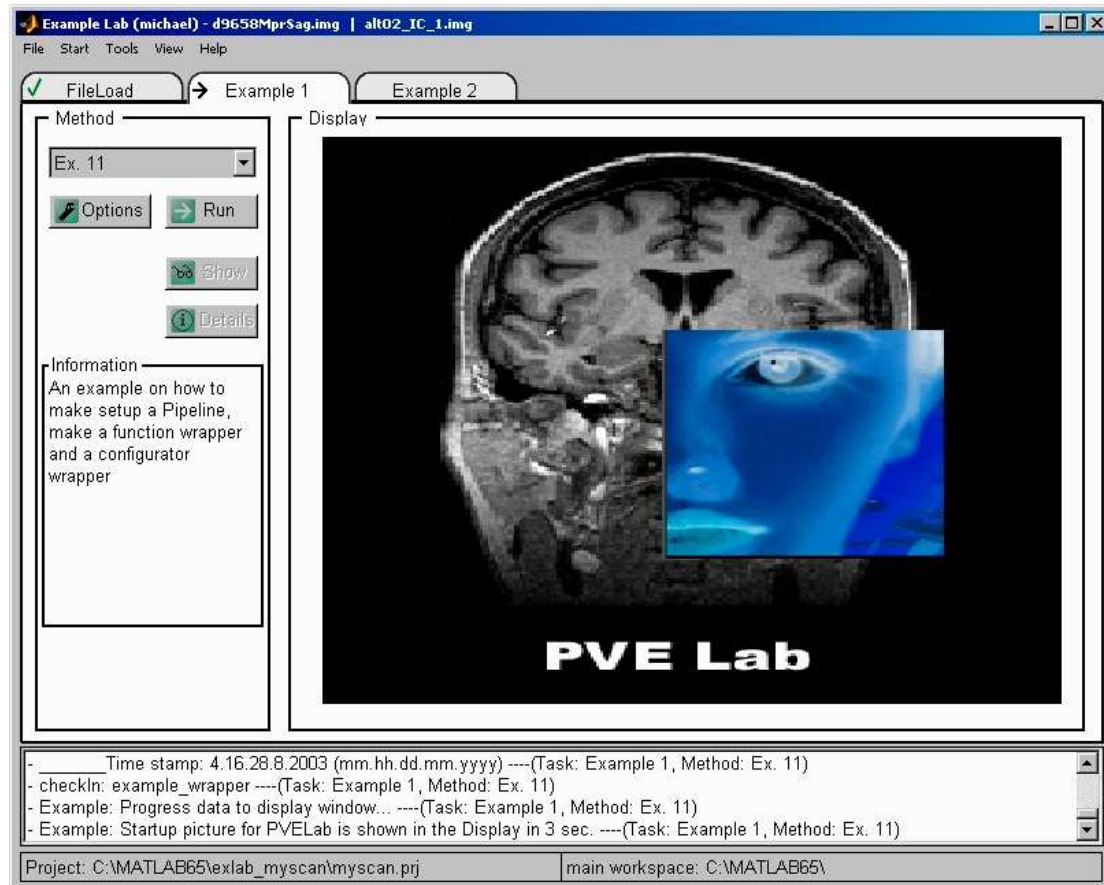 Example Lab (michael) - d9658MprSag.img | alt02_IC_1.img
File Start Tools View Help
FileLoad Example 1 Example 2
Method
Display
Ex. 11
Options Run
Show
Details
Information
An example on how to
make setup a Pipeline,
make a function wrapper
and a configurator
wrapper
PVE Lab
- _______Time stamp: 4.16.28.8.2003 (mm.hh.dd.mm.yyyy) ----(Task: Example 1, Method: Ex. 11)
- checkIn: example_wrapper ----(Task: Example 1, Method: Ex. 11)
- Example: Progress data to display window... ----(Task: Example 1, Method: Ex. 11)
- Example: Startup picture for PVELab is shown in the Display in 3 sec. ----(Task: Example 1, Method: Ex. 11)
Project: C:\MATLAB65\exlab_myscan\myscan.prj main workspace: C:\MATLAB65\